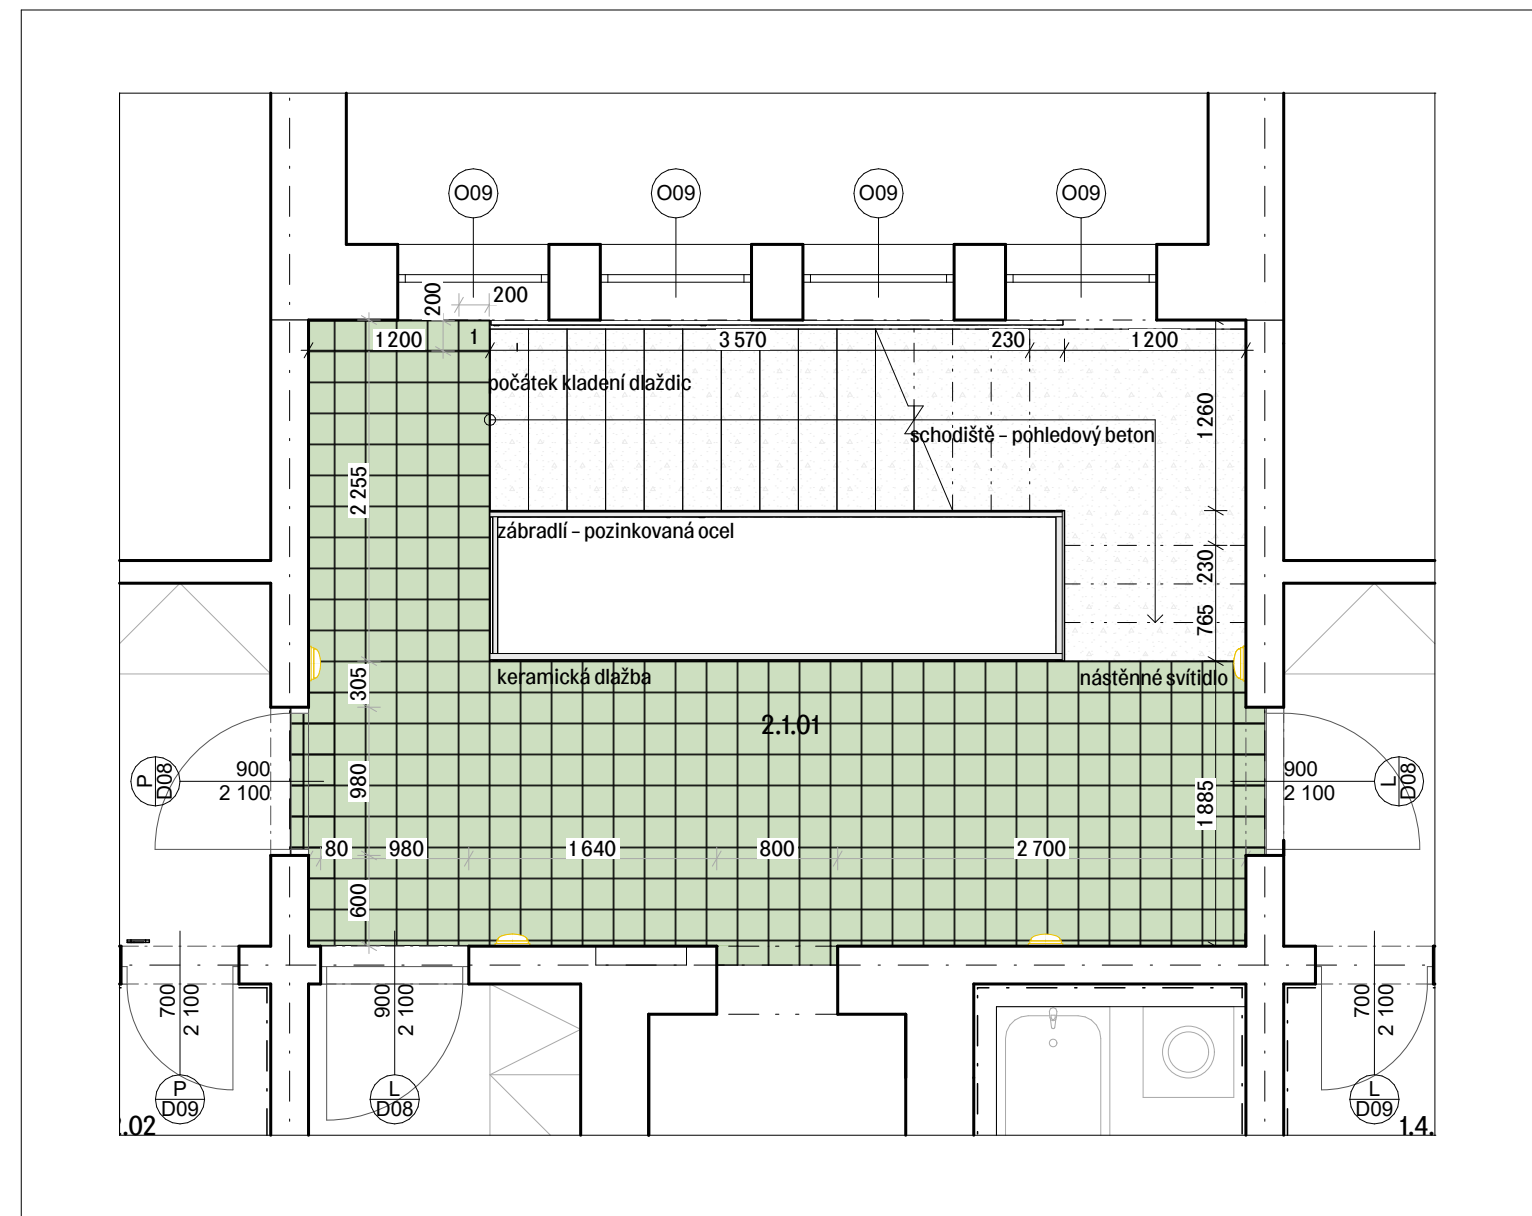 O09
O09
O09
O09
200
200
1 200
1
3 570
230
1 200
počátek kladení dlaždic
1 260
schodiště – pohledový beton
2 255
zábradlí – pozinkovaná ocel
230
765
305
keramická dlažba
nástěnné svítidlo
2.1.01
P
D08
900
2 100
980
900
2 100
L
D08
1 885
80
980
1 640
800
2 700
600
700
2 100
900
2 100
700
2 100
P
D09
L
D08
L
D09
.02
1.4.